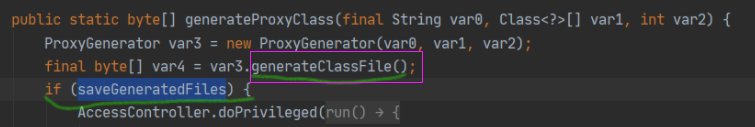 public static byte[] generateProxyClass(final String var0, Class<?>[] var1, int var2) {
ProxyGenerator var3 = new ProxyGenerator(var0, var1, var2);
final byte[] var4 = var3.generateClassFile();
if (saveGeneratedFiles) {
AccessController.doPrivileged(run() → {